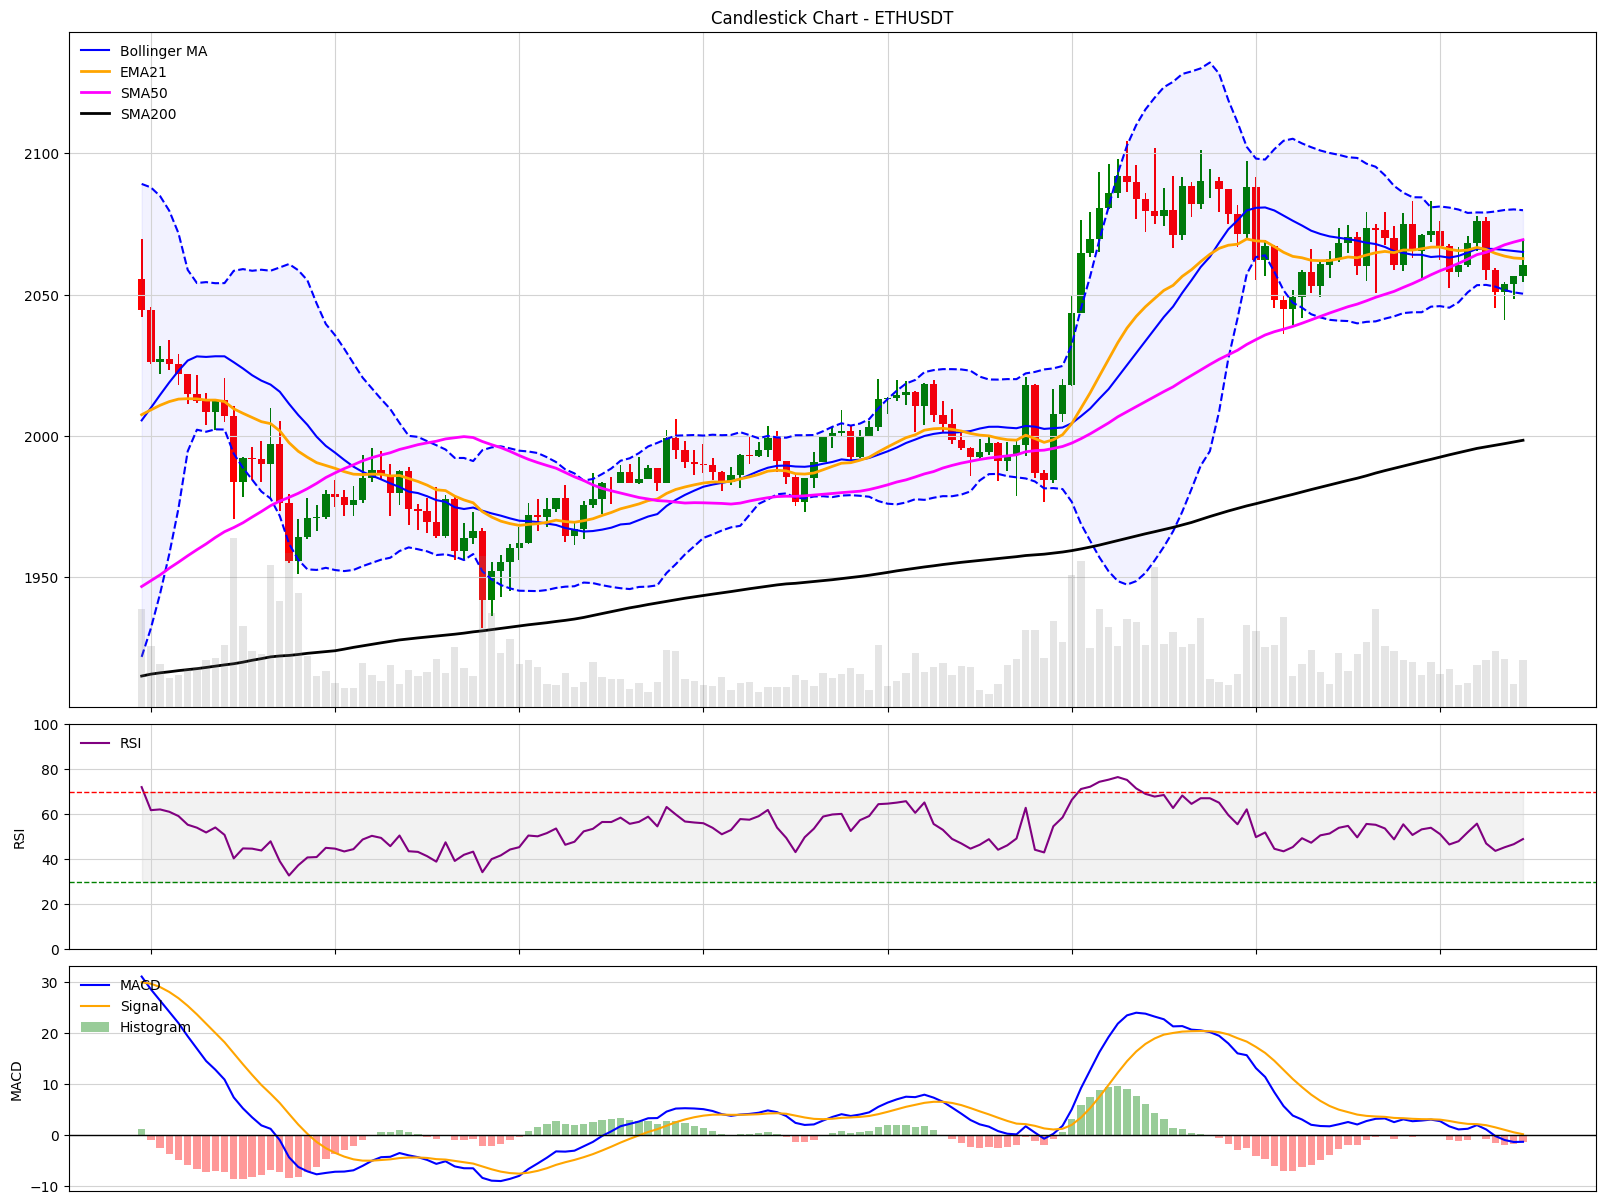 Candlestick Chart - ETHUSDT
Bollinger MA
EMA21
SMA50
SMA200
2100
2050
2000
1950
RSI
100
80
60
40
20
0
RSI
MACD
Signal
Histogram
30
20
10
0
−10
MACD